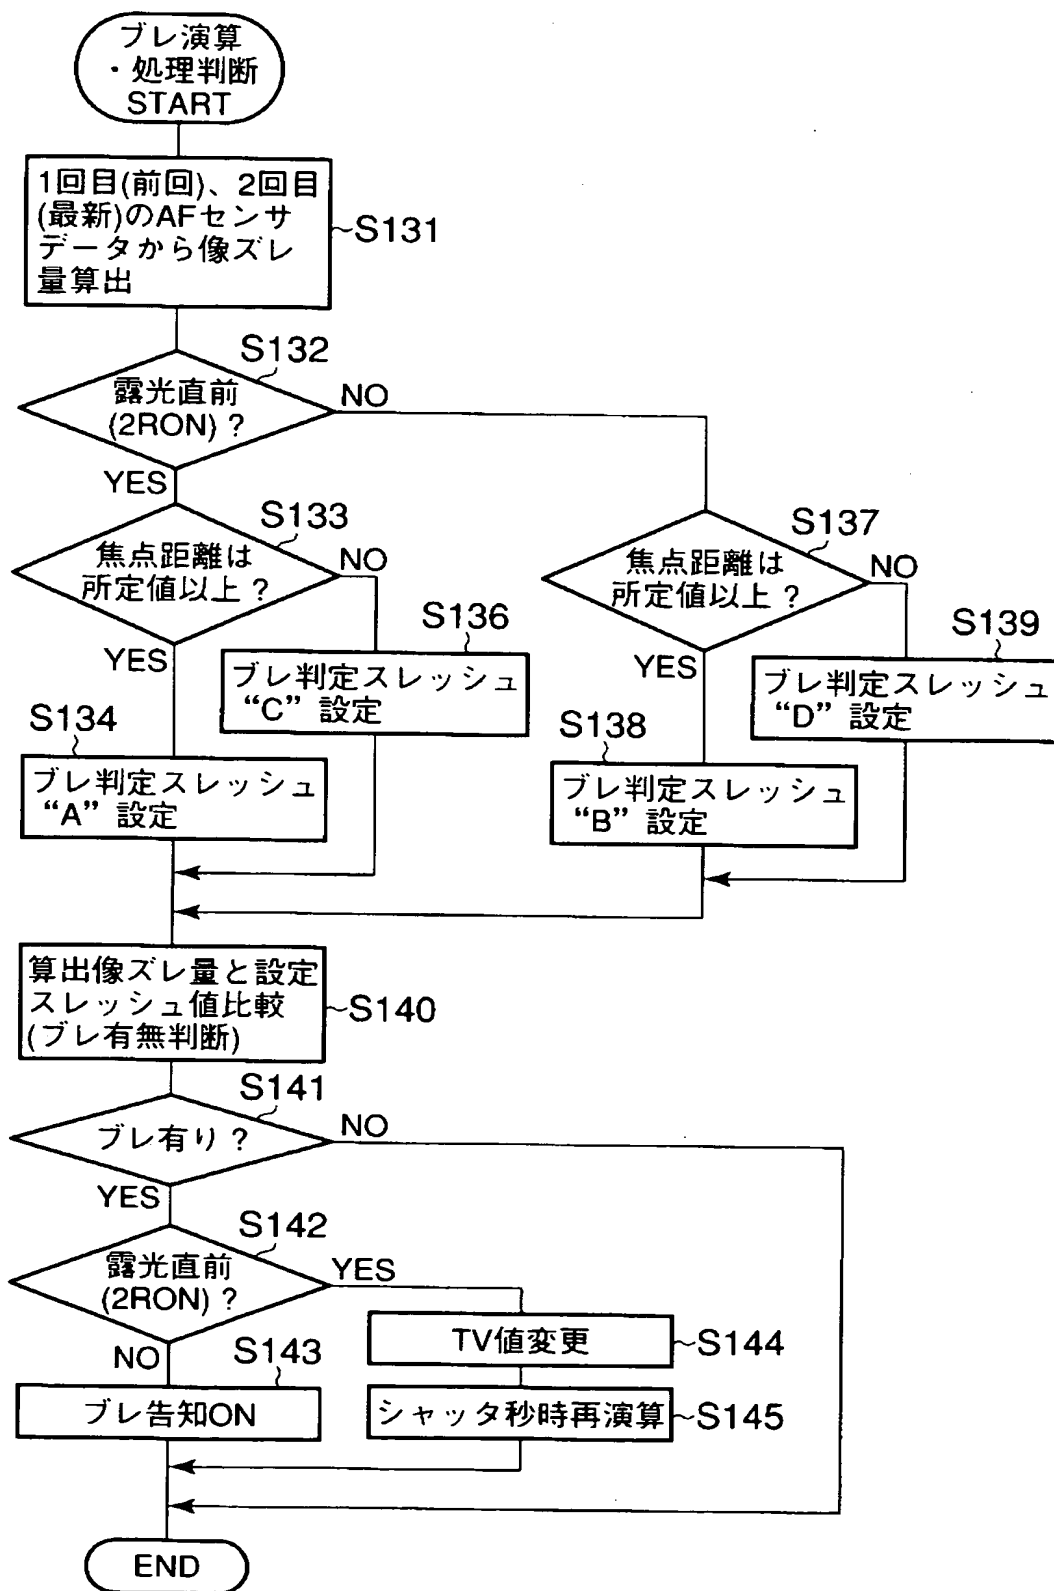 ブレ演算
・処理判断
START
1回目(前回)、2回目
(最新)のAFセンサ
データから像ズレ
量算出
S131
S132
露光直前
(2RON)?
NO
YES
S133
焦点距離は
所定値以上?
NO
YES
S137
焦点距離は
所定値以上?
NO
YES
S136
ブレ判定スレッシュ
“C” 設定
S139
ブレ判定スレッシュ
“D” 設定
S134
ブレ判定スレッシュ
“A” 設定
S138
ブレ判定スレッシュ
“B” 設定
算出像ズレ量と設定
スレッシュ値比較
(ブレ有無判断)
S140
S141
ブレ有り?
NO
YES
S142
露光直前
(2RON)?
YES
NO
TV値変更
S144
S143
ブレ告知ON
シャッタ秒時再演算
S145
END